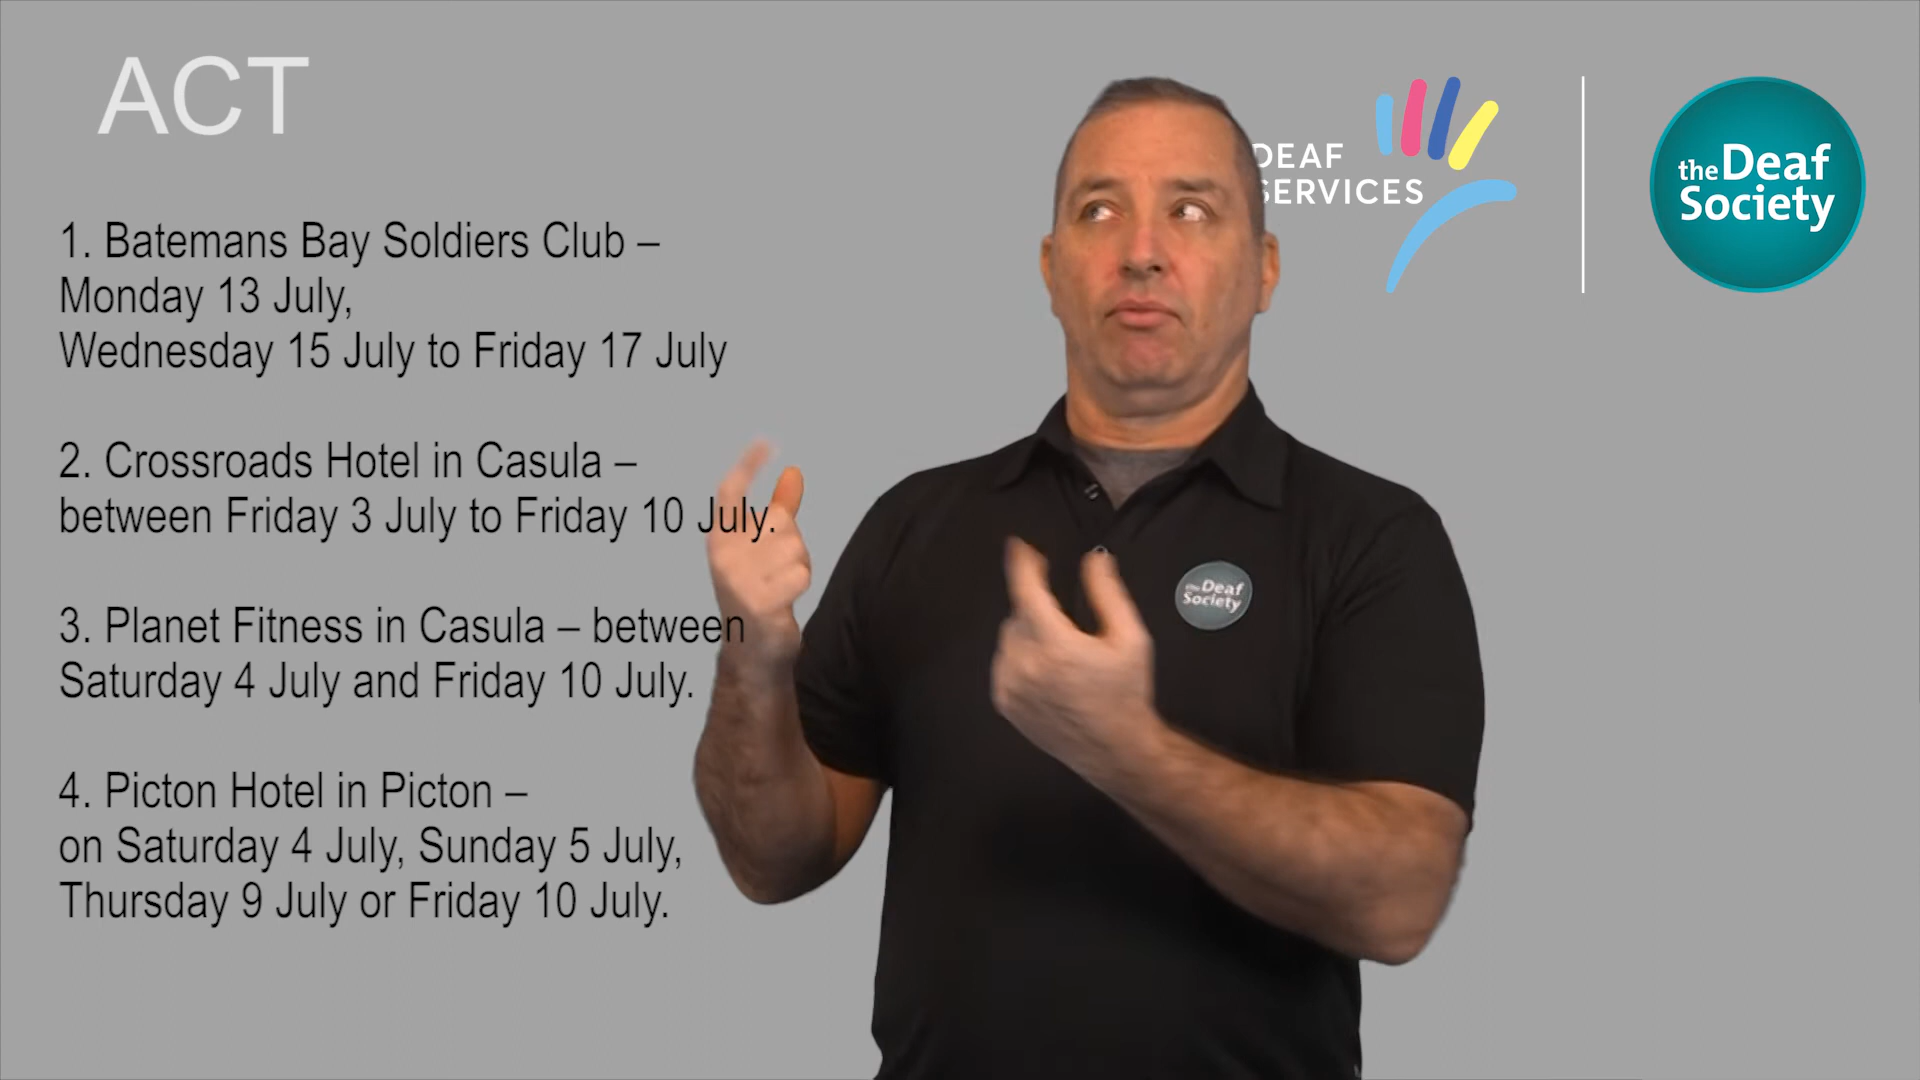 ACT
1. Batemans Bay Soldiers Club –
Monday 13 July,
Wednesday 15 July to Friday 17 July
2. Crossroads Hotel in Casula –
between Friday 3 July to Friday 10 July.
3. Planet Fitness in Casula – between
Saturday 4 July and Friday 10 July.
4. Picton Hotel in Picton –
on Saturday 4 July, Sunday 5 July,
Thursday 9 July or Friday 10 July.
DEAF
SERVICES
the Deaf
Society
the Deaf
Society